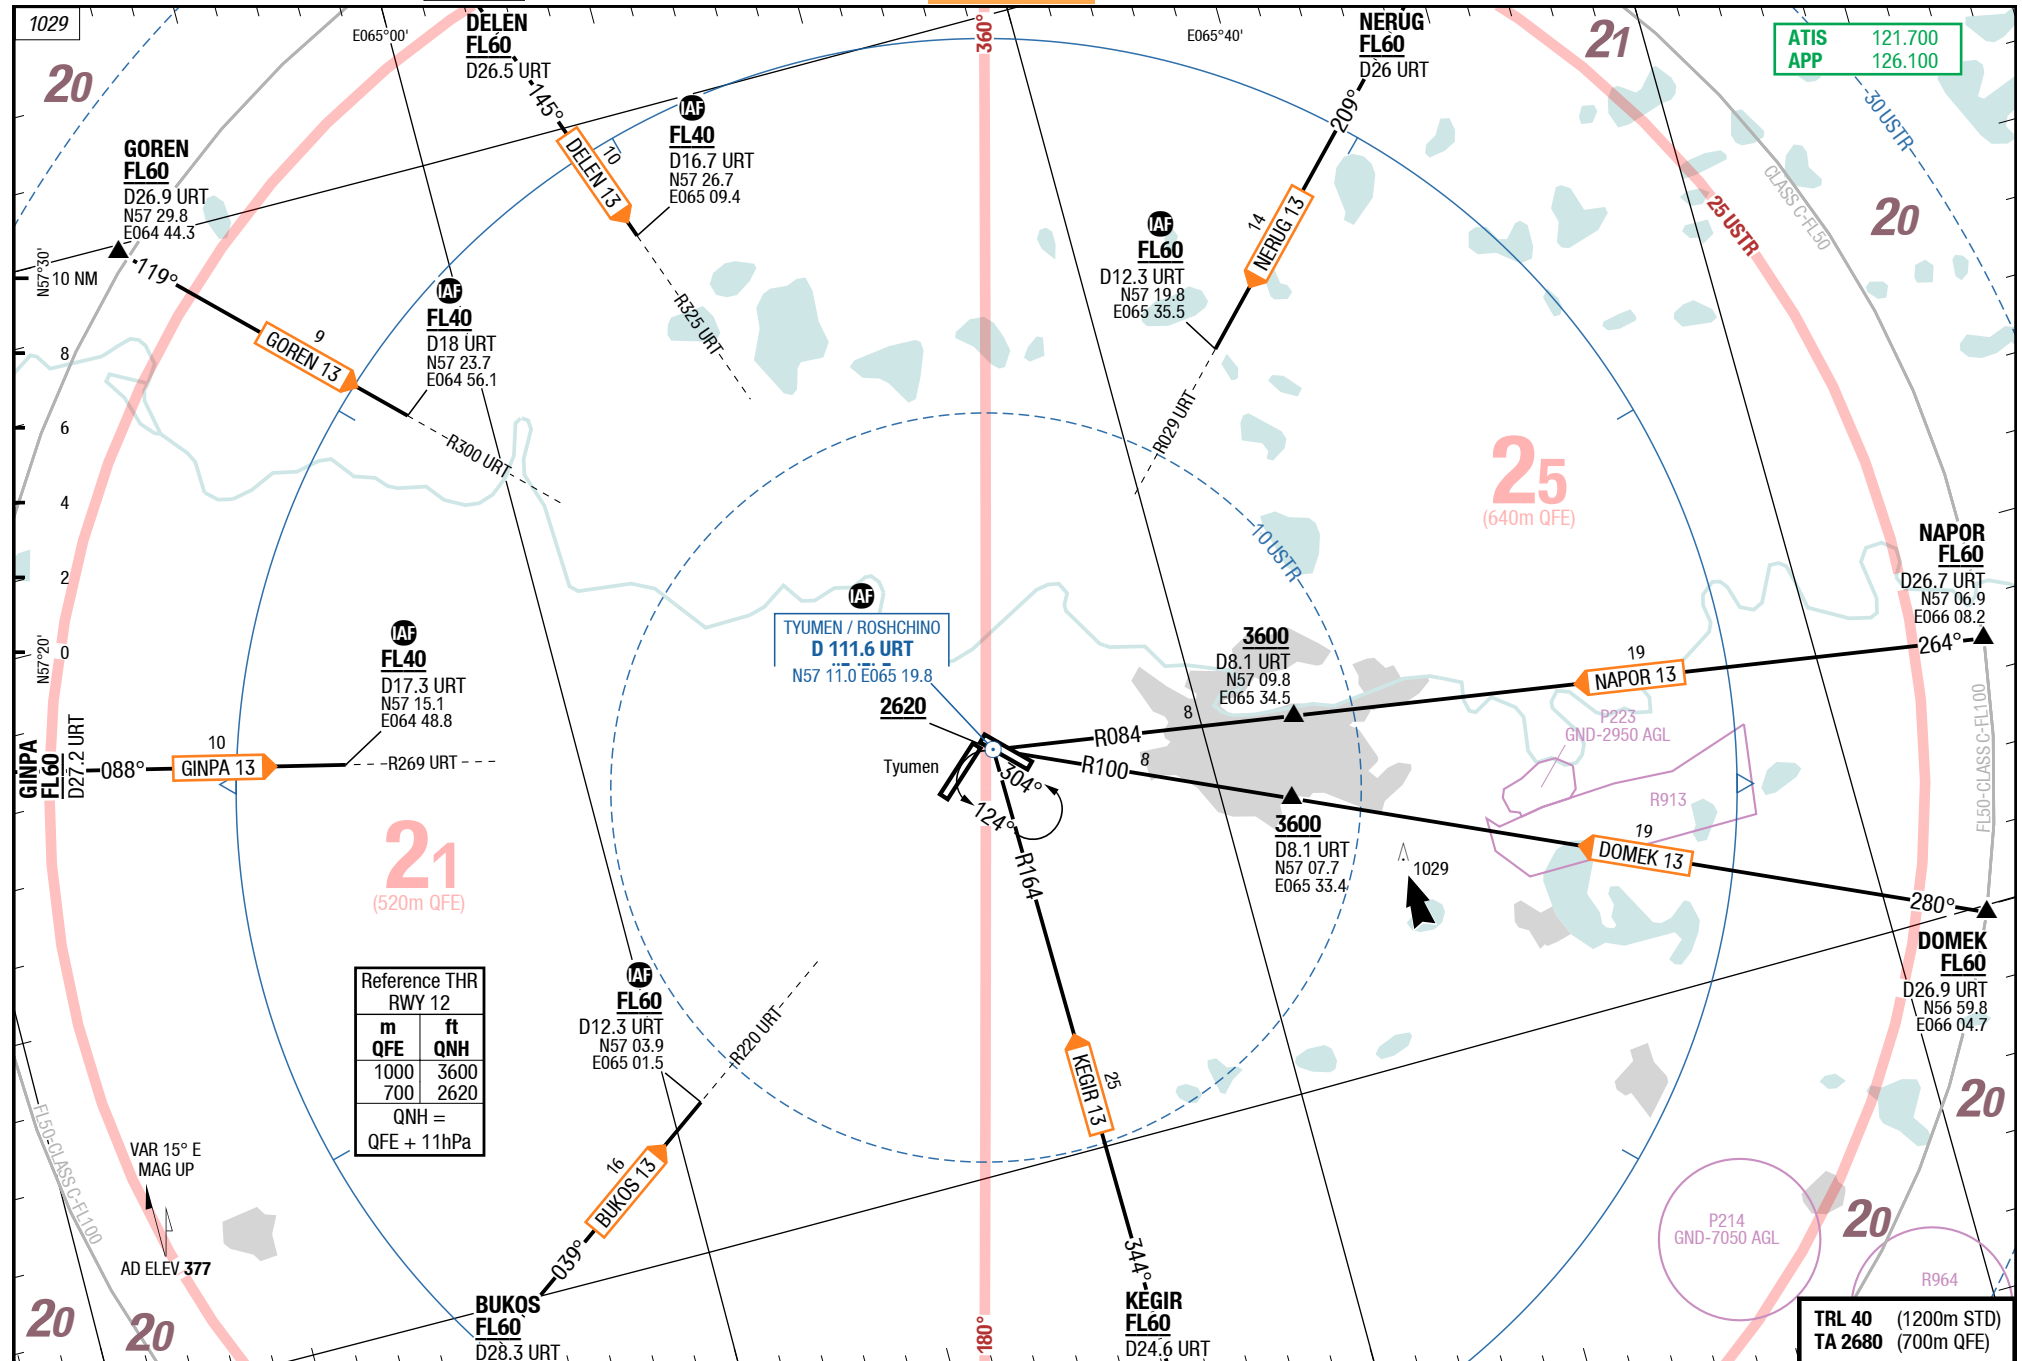 1029
E065°00'
E065°40'
360°
20
21
ATIS 121.700
APP 126.100
DELEN
FL60
D26.5 URT
145°
DELEN 13
10
IAF
FL40
D16.7 URT
N57 26.7
E065 09.4
R325 URT
NERUG
FL60
D26 URT
209°
NERUG 13
14
IAF
FL60
D12.3 URT
N57 19.8
E065 35.5
R029 URT
30 USTR
CLASS C-FL50
25 USTR
20
GOREN
FL60
D26.9 URT
N57 29.8
E064 44.3
119°
9
GOREN 13
IAF
FL40
D18 URT
N57 23.7
E064 56.1
R300 URT
N57°30'
10 NM
8
6
4
2
0
N57°20'
25
(640m QFE)
10 USTR
NAPOR
FL60
D26.7 URT
N57 06.9
E066 08.2
264°
19
NAPOR 13
IAF
TYUMEN / ROSHCHINO
D 111.6 URT
N57 11.0 E065 19.8
2620
Tyumen
3600
D8.1 URT
N57 09.8
E065 34.5
8
R084
R100
8
304°
124°
R164
P223
GND-2950 AGL
R913
FL50-CLASS C-FL100
IAF
FL40
D17.3 URT
N57 15.1
E064 48.8
R269 URT
GINPA
FL60
D27.2 URT
088°
10
GINPA 13
21
(520m QFE)
3600
D8.1 URT
N57 07.7
E065 33.4
1029
19
DOMEK 13
280°
DOMEK
FL60
D26.9 URT
N56 59.8
E066 04.7
Reference THR
RWY 12
m ft
QFE QNH
1000 3600
700 2620
QNH =
QFE + 11hPa
IAF
FL60
D12.3 URT
N57 03.9
E065 01.5
R220 URT
16
BUKOS 13
039°
BUKOS
FL60
D28.3 URT
25
KEGIR 13
344°
KEGIR
FL60
D24.6 URT
180°
FL50-CLASS C-FL100
VAR 15° E
MAG UP
AD ELEV 377
20
20
20
20
P214
GND-7050 AGL
R964
TRL 40 (1200m STD)
TA 2680 (700m QFE)